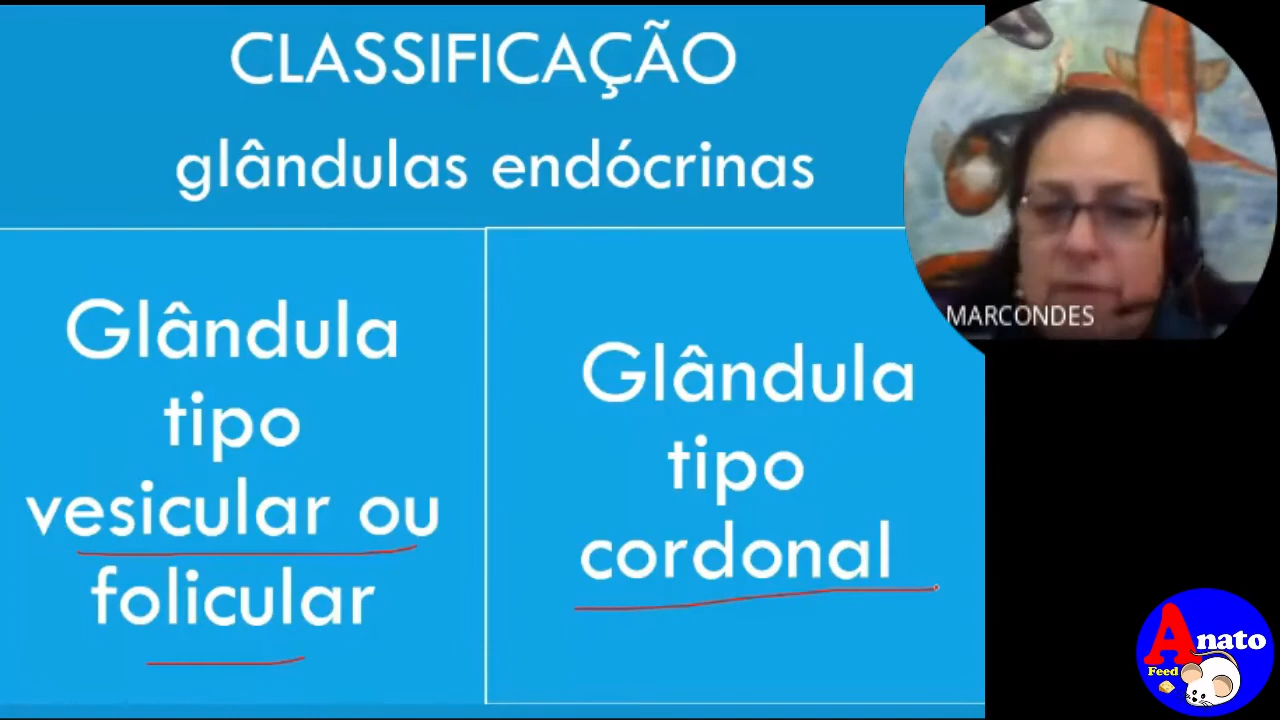 CLASSIFICAÇÃO
glândulas endócrinas
Glândula
tipo
vesicular ou
folicular
Glândula
tipo
cordonal
MARCONDES
Anato
Feed